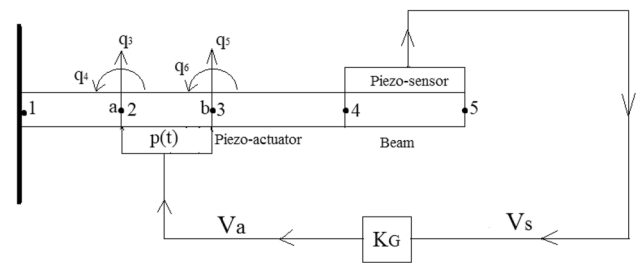 q3
q5
q4
q6
Piezo-sensor
1
a 2
b 3
4
5
p(t)
Piezo-actuator
Beam
Va
KG
Vs